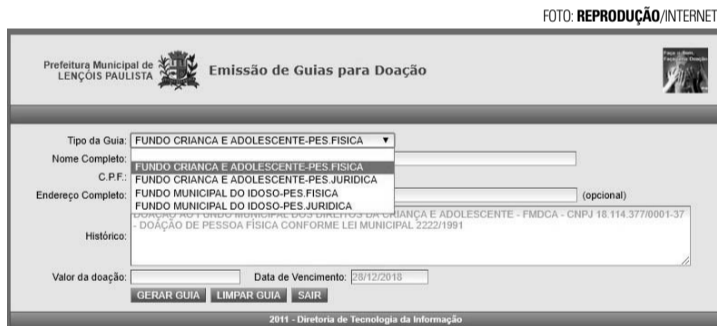 FOTO: REPRODUÇÃO/INTERNET
Prefeitura Municipal de
LENÇÓIS PAULISTA
Emissão de Guias para Doação
Tipo da Guia: FUNDO CRIANCA E ADOLESCENTE-PES.FISICA
Nome Completo:
FUNDO CRIANCA E ADOLESCENTE-PES.FISICA
C.P.F.: FUNDO CRIANCA E ADOLESCENTE-PES.JURIDICA
Endereço Completo: FUNDO MUNICIPAL DO IDOSO-PES.FISICA (opcional)
FUNDO MUNICIPAL DO IDOSO-PES.JURIDICA
DOAÇÃO AO FUNDO MUNICIPAL DOS DIREITOS DA CRIANÇA E ADOLESCENTE - FMDCA - CNPJ 18.114.377/0001-37
- DOAÇÃO DE PESSOA FÍSICA CONFORME LEI MUNICIPAL 2222/1991
Histórico:
Valor da doação: Data de Vencimento: 28/12/2018
GERAR GUIA LIMPAR GUIA SAIR
2011 - Diretoria de Tecnologia da Informação